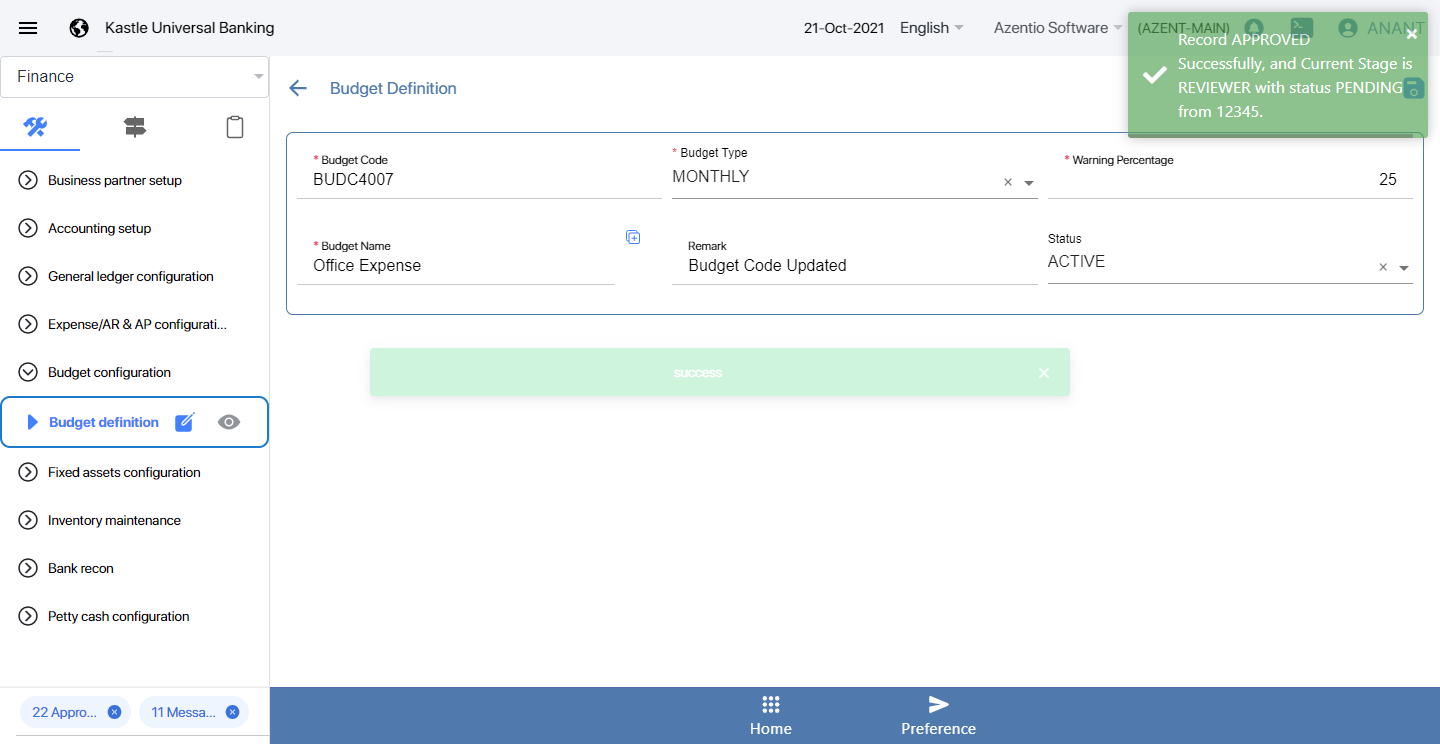 Kastle Universal Banking
21-Oct-2021
English
Azentio Software
(AZENT-MAIN)
ANANT
Record APPROVED
Successfully, and Current Stage is
REVIEWER with status PENDING
from 12345.
Finance
Business partner setup
Accounting setup
General ledger configuration
Expense/AR & AP configurati...
Budget configuration
Budget definition
Fixed assets configuration
Inventory maintenance
Bank recon
Petty cash configuration
22 Appro...
11 Messa...
Budget Definition
* Budget Code
BUDC4007
* Budget Type
MONTHLY
* Warning Percentage
25
* Budget Name
Office Expense
Remark
Budget Code Updated
Status
ACTIVE
success
Home
Preference